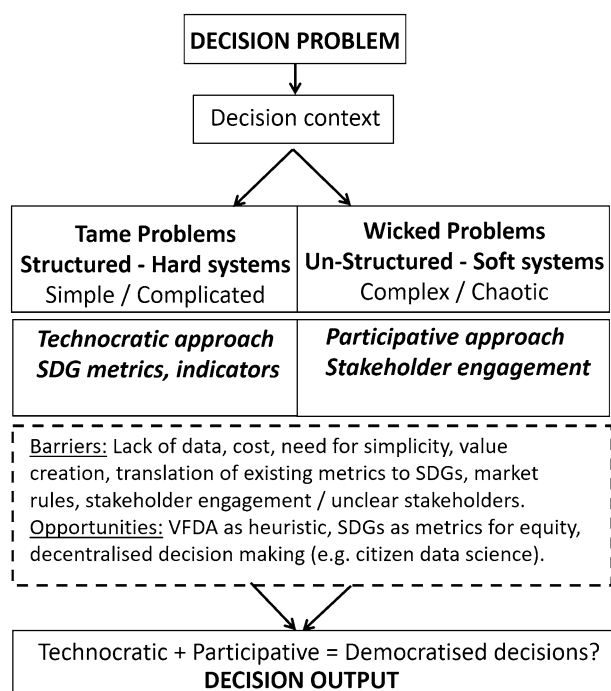 DECISION PROBLEM
Decision context
Tame Problems
Structured - Hard systems
Simple / Complicated
Wicked Problems
Un-Structured - Soft systems
Complex / Chaotic
Technocratic approach
SDG metrics, indicators
Participative approach
Stakeholder engagement
Barriers: Lack of data, cost, need for simplicity, value
creation, translation of existing metrics to SDGs, market
rules, stakeholder engagement / unclear stakeholders.
Opportunities: VFDA as heuristic, SDGs as metrics for equity,
decentralised decision making (e.g. citizen data science).
Technocratic + Participative = Democratised decisions?
DECISION OUTPUT